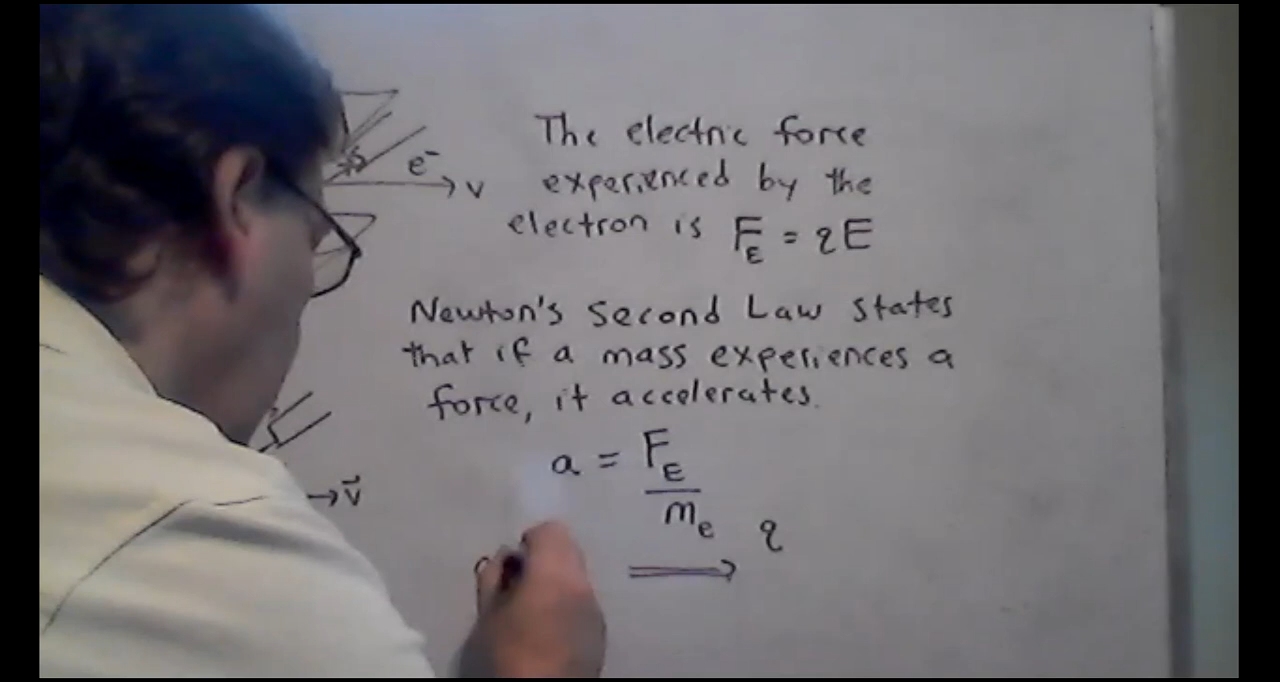 e⁻
v
The electric force
experienced by the
electron is F_E = qE
Newton's Second Law states
that if a mass experiences a
force, it accelerates.
a = F_E / m_e
→ v⃗
q
⟹